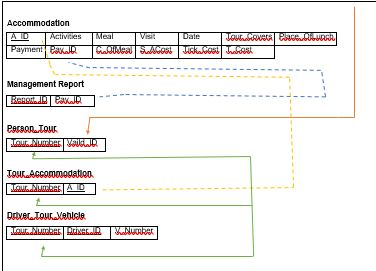 Accommodation
A_ID Activities Meal Visit Date Tour_Covers Place_OfLunch
Payment Pay_ID C_OfMeal S_ACost Tick_Cost T_Cost
Management Report
Report_ID Pay_ID
Person_Tour
Tour_Number Vaild_ID
Tour_Accommodation
Tour_Number A_ID
Driver_Tour_Vehicle
Tour_Number Driver_ID V_Number